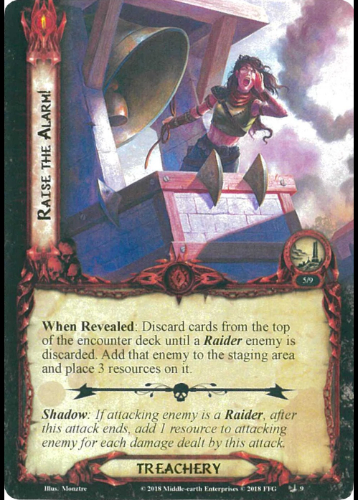 RAISE THE ALARM!
5/9
When Revealed: Discard cards from the top
of the encounter deck until a Raider enemy is
discarded. Add that enemy to the staging area
and place 3 resources on it.
Shadow: If attacking enemy is a Raider, after
this attack ends, add 1 resource to attacking
enemy for each damage dealt by this attack.
TREACHERY
Illus. Monztre
© 2018 Middle-earth Enterprises © 2018 FFG
9